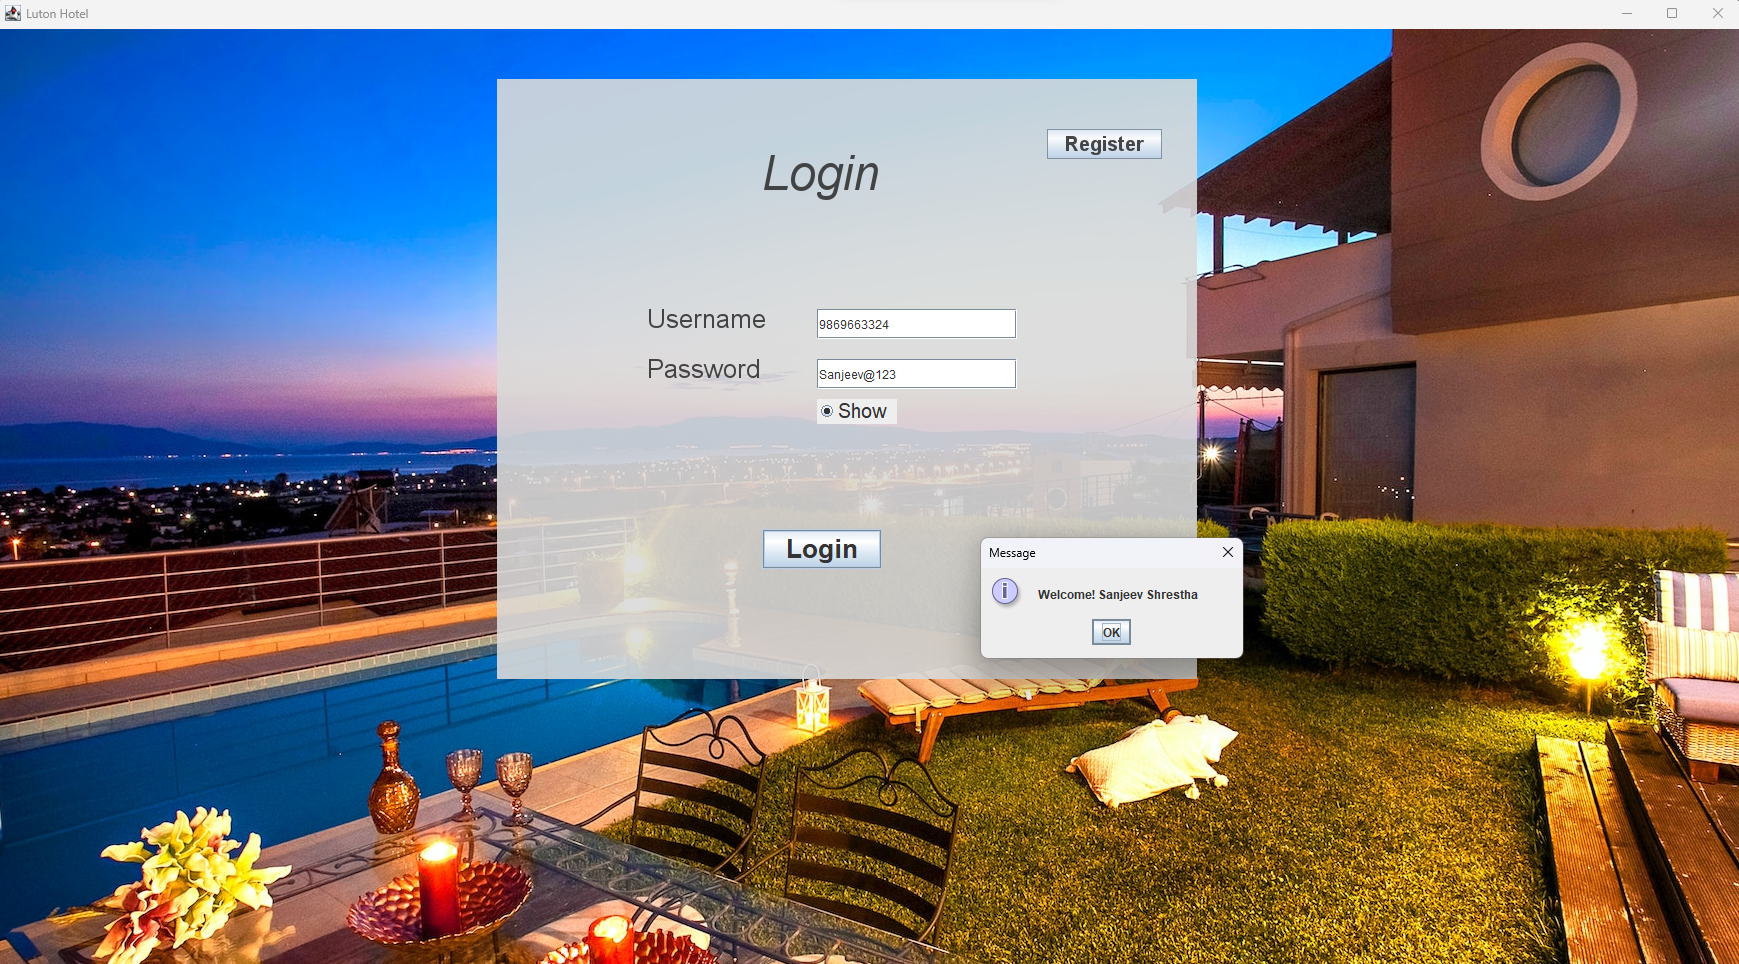 Luton Hotel
Register
Login
Username
9869663324
Password
Sanjeev@123
Show
Login
Message
Welcome! Sanjeev Shrestha
OK